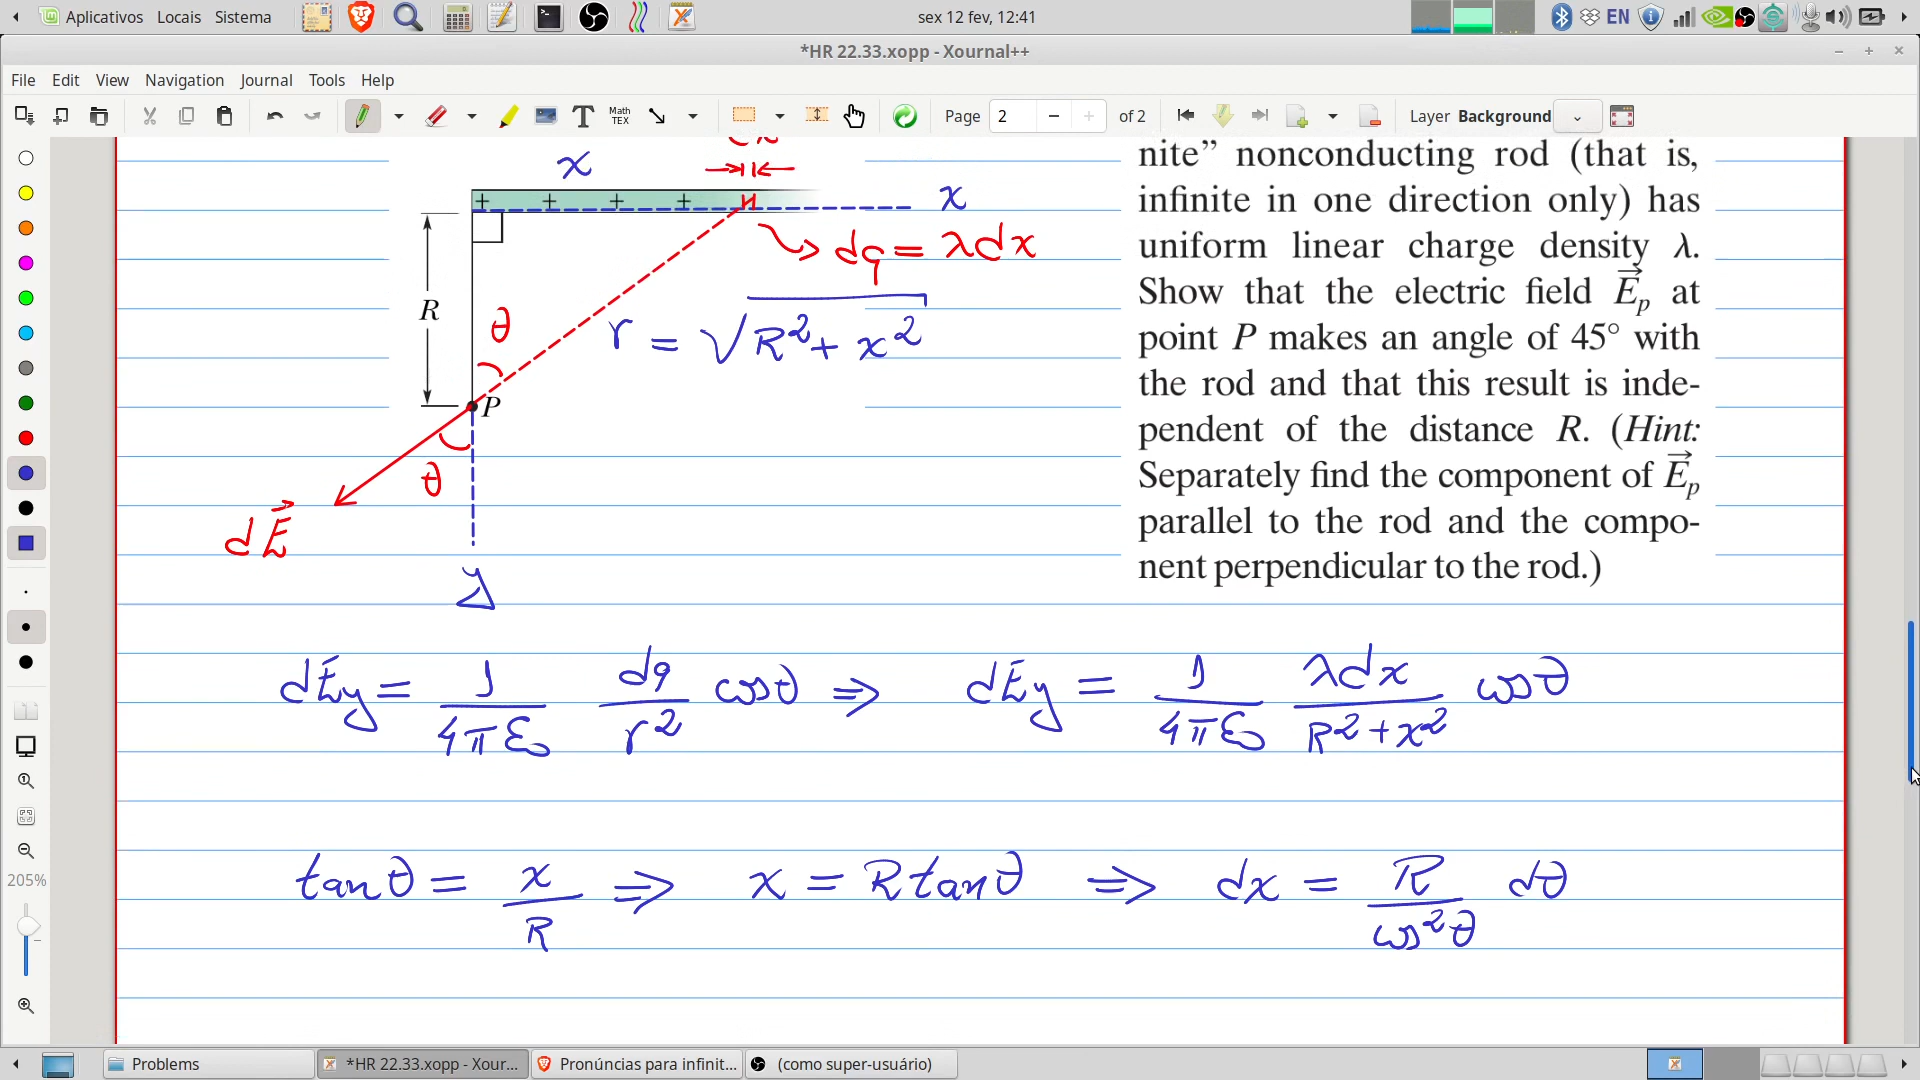 Aplicativos Locais Sistema
sex 12 fev, 12:41
EN
*HR 22.33.xopp - Xournal++
File Edit View Navigation Journal Tools Help
Math TEX
Page 2 of 2
Layer Background
205%
x
+ + + +
x
dq = λdx
R
θ
r = √R²+x²
P
θ
dE⃗
y
nite” nonconducting rod (that is,
infinite in one direction only) has
uniform linear charge density λ.
Show that the electric field E⃗p at
point P makes an angle of 45° with
the rod and that this result is inde-
pendent of the distance R. (Hint:
Separately find the component of E⃗p
parallel to the rod and the compo-
nent perpendicular to the rod.)
dEy = 1/4πε₀ dq/r² cosθ ⇒ dEy = 1/4πε₀ λdx/R²+x² cosθ
tanθ = x/R ⇒ x = Rtanθ ⇒ dx = R/cos²θ dθ
Problems
*HR 22.33.xopp - Xour...
Pronúncias para infinit...
(como super-usuário)